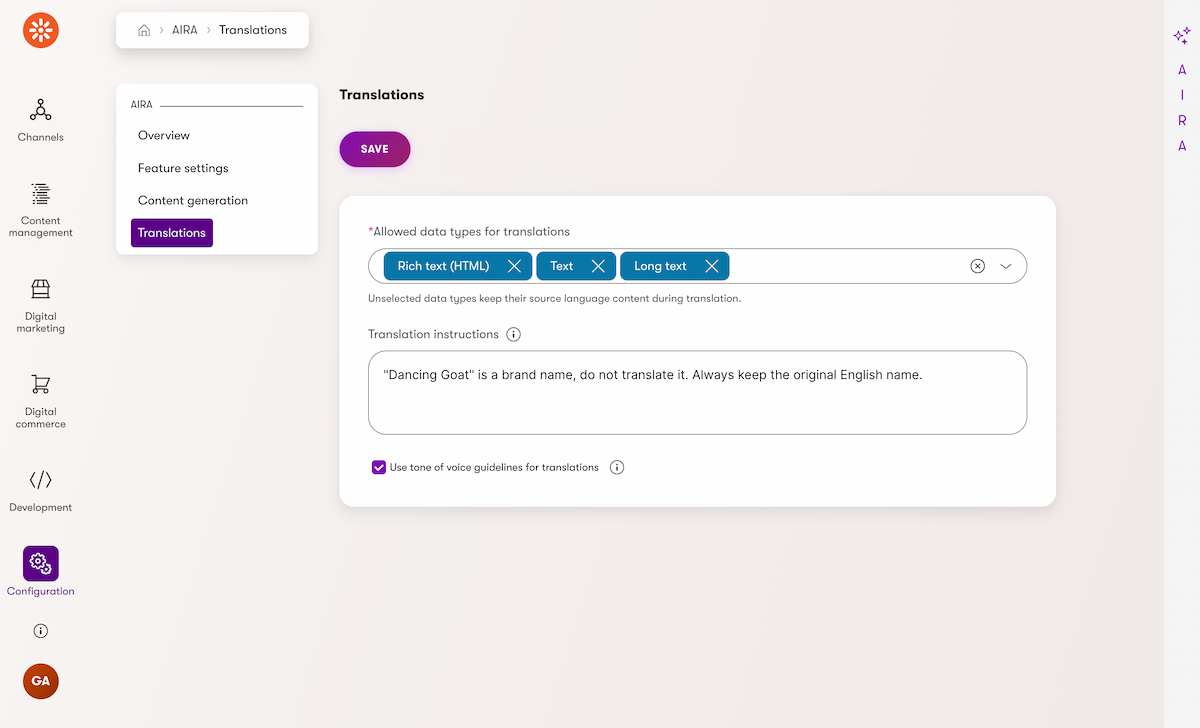 AIRA
Translations
Channels
Content
management
Digital
marketing
Digital
commerce
Development
Configuration
GA
AIRA
Overview
Feature settings
Content generation
Translations
Translations
SAVE
*Allowed data types for translations
Rich text (HTML)
Text
Long text
Unselected data types keep their source language content during translation.
Translation instructions
"Dancing Goat" is a brand name, do not translate it. Always keep the original English name.
Use tone of voice guidelines for translations
A
I
R
A